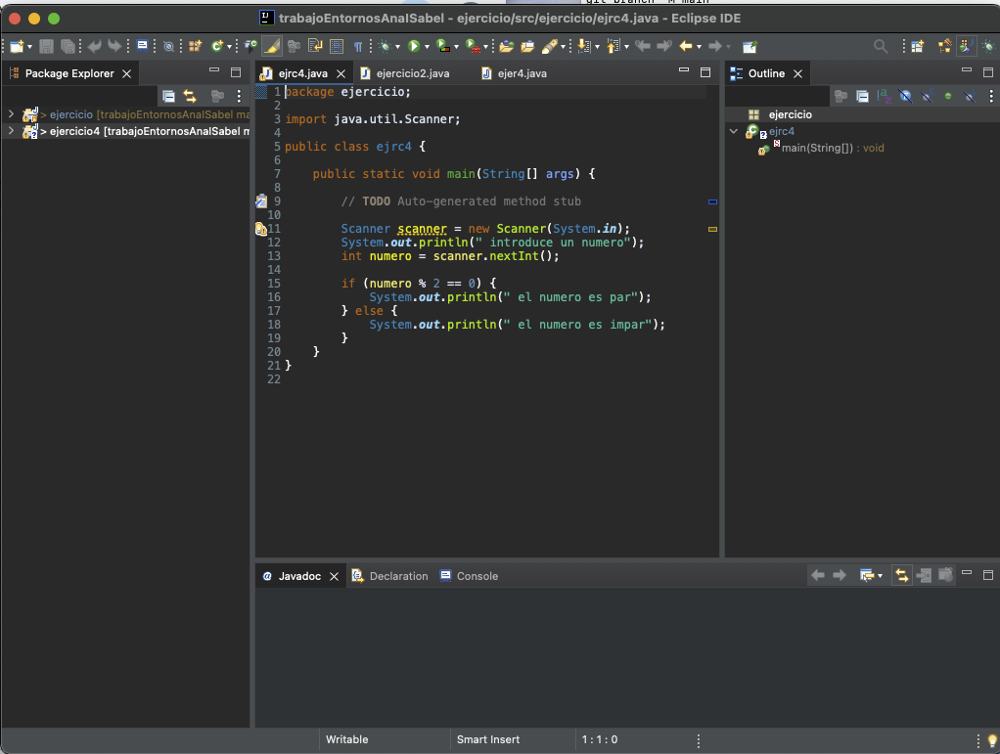 git branch -M main
trabajoEntornosAnaISabel - ejercicio/src/ejercicio/ejrc4.java - Eclipse IDE
Package Explorer
> ejercicio [trabajoEntornosAnaISabel ma
> ejercicio4 [trabajoEntornosAnaISabel m
ejrc4.java
ejercicio2.java
ejer4.java
1 package ejercicio;
2
3 import java.util.Scanner;
4
5 public class ejrc4 {
6
7 public static void main(String[] args) {
8
9 // TODO Auto-generated method stub
10
11 Scanner scanner = new Scanner(System.in);
12 System.out.println(" introduce un numero");
13 int numero = scanner.nextInt();
14
15 if (numero % 2 == 0) {
16 System.out.println(" el numero es par");
17 } else {
18 System.out.println(" el numero es impar");
19 }
20 }
21 }
22
Outline
ejercicio
ejrc4
main(String[]) : void
Javadoc
Declaration
Console
Writable
Smart Insert
1 : 1 : 0